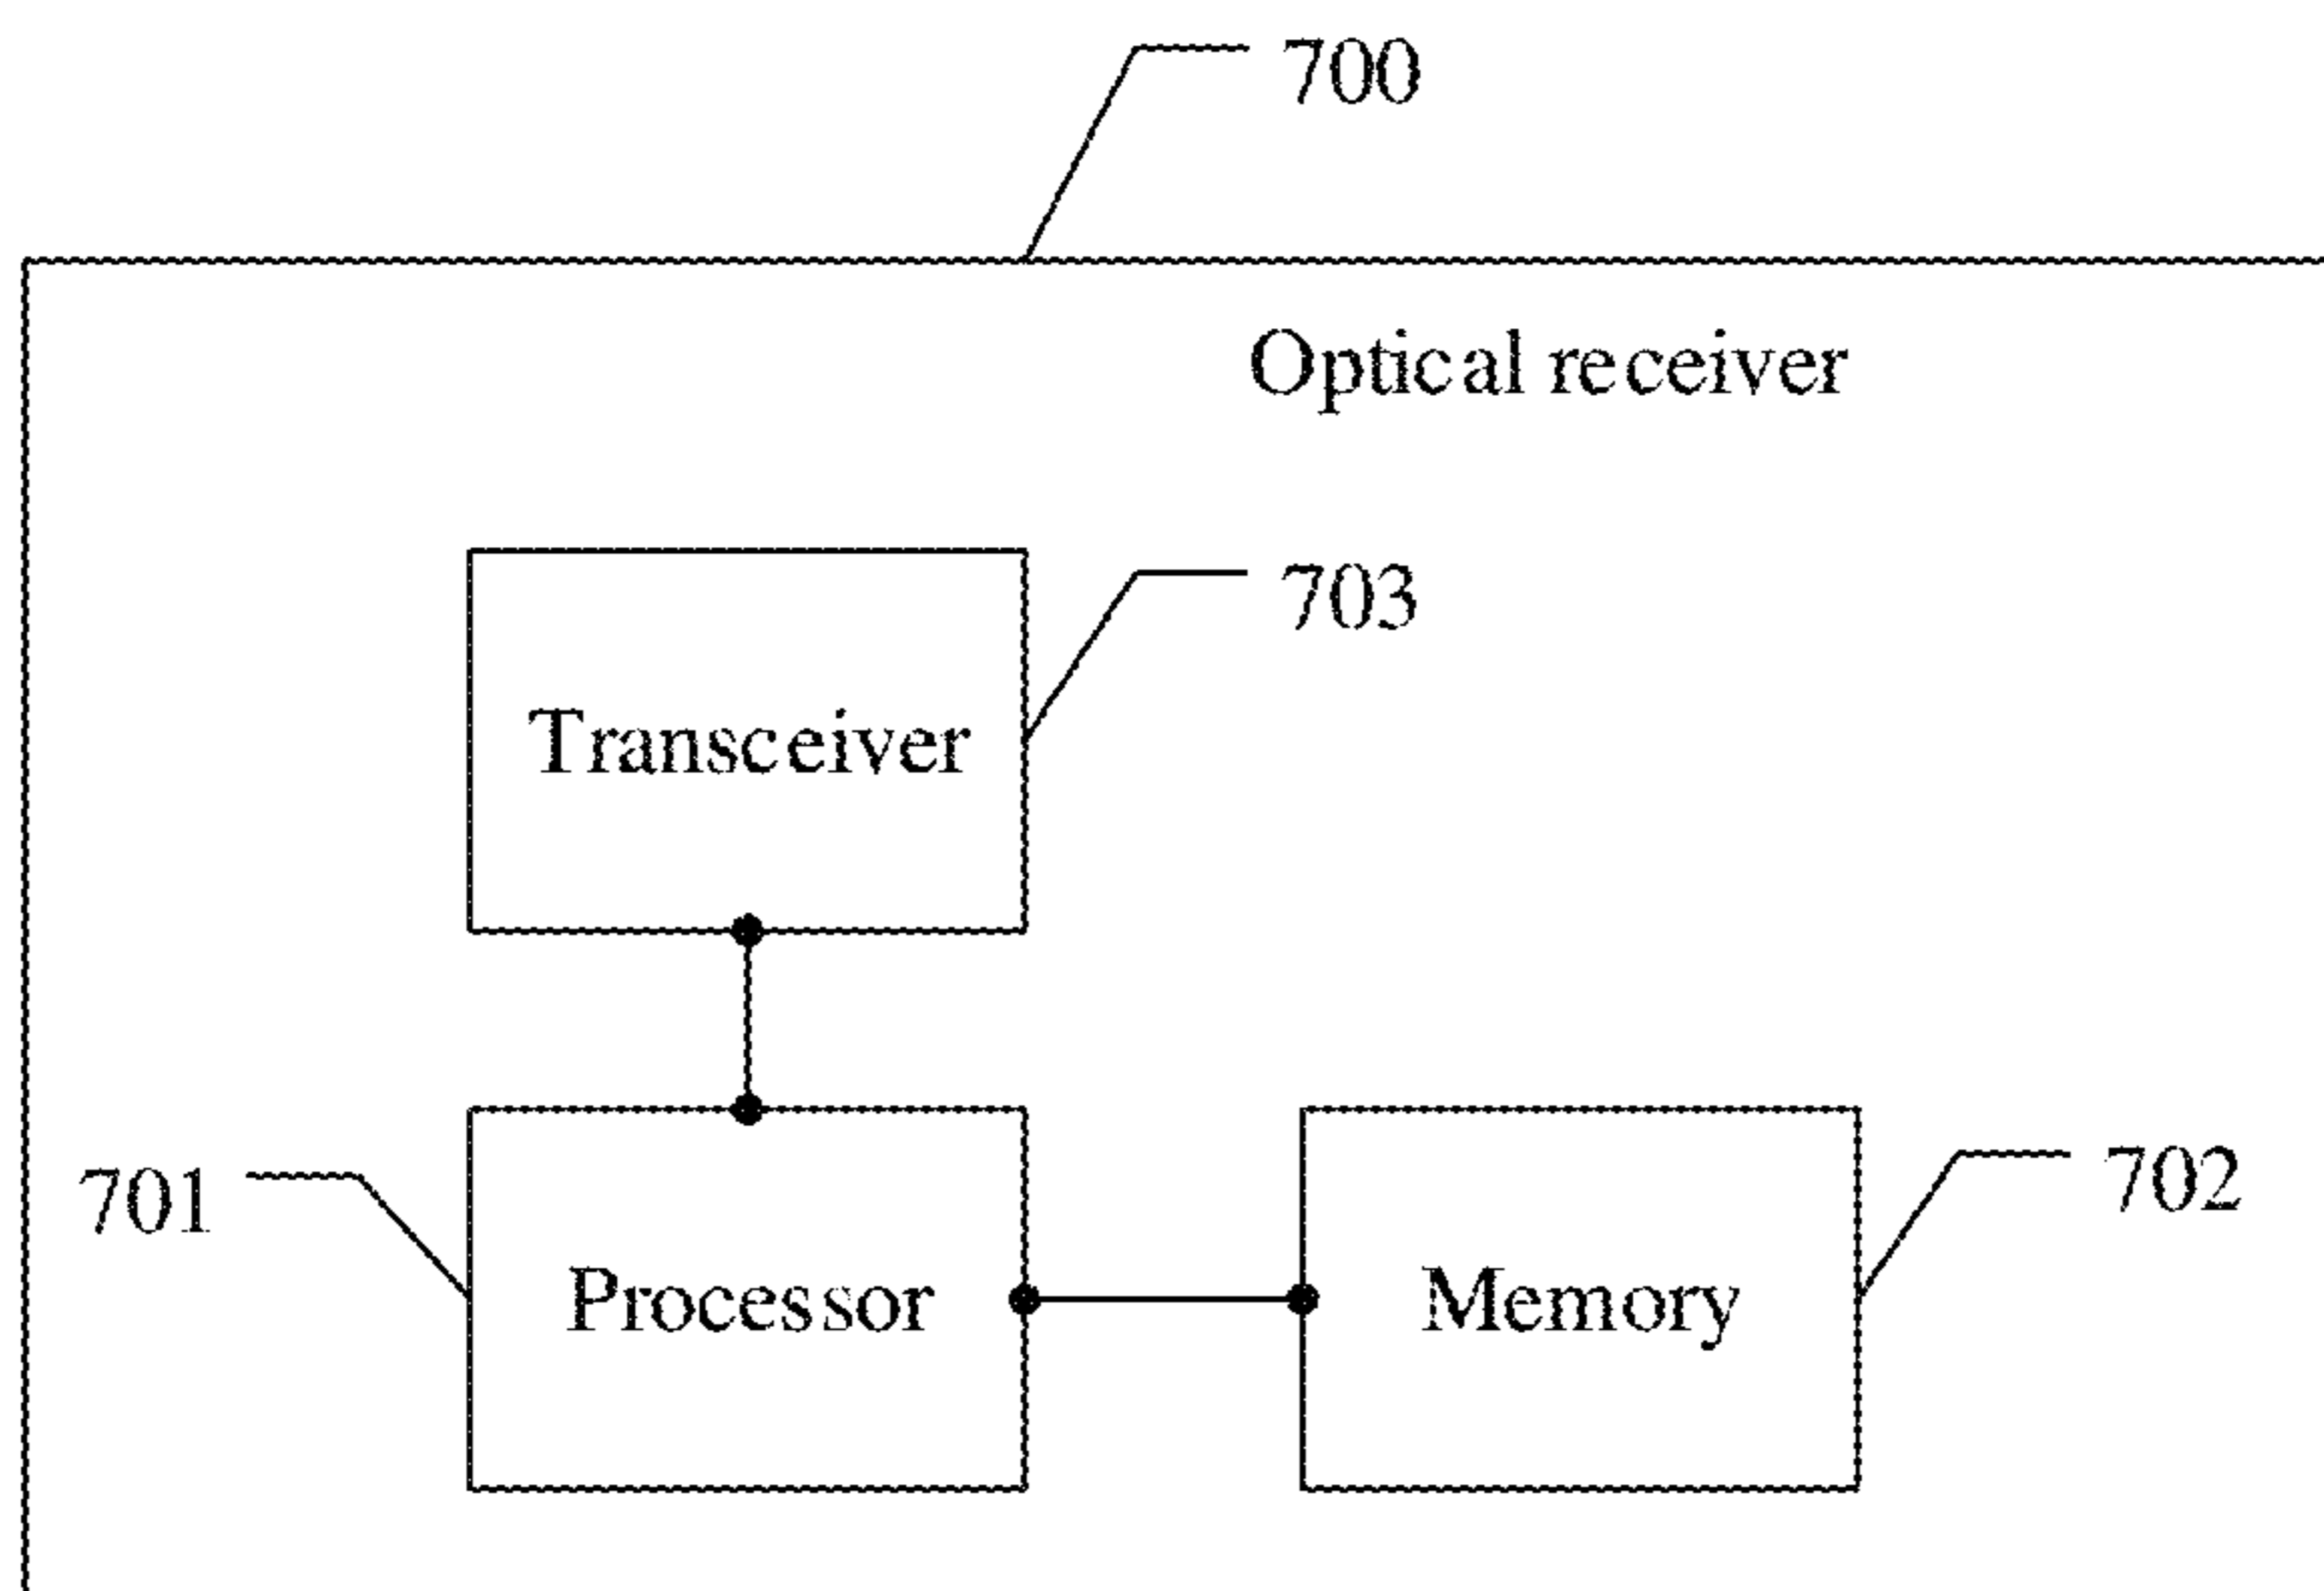 700
Optical receiver
703
Transceiver
701
702
Processor
Memory